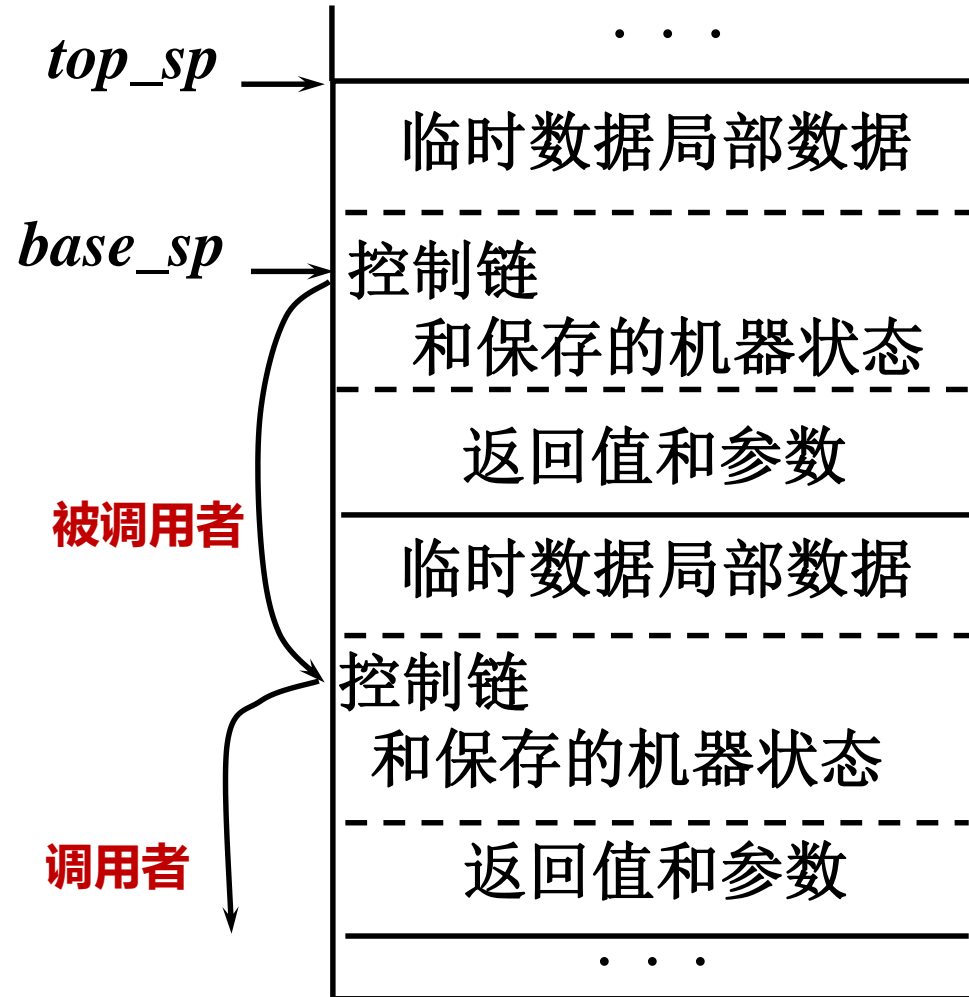 · · ·
top_sp
临时数据局部数据
base_sp
控制链
和保存的机器状态
返回值和参数
被调用者
临时数据局部数据
控制链
和保存的机器状态
调用者
返回值和参数
· · ·